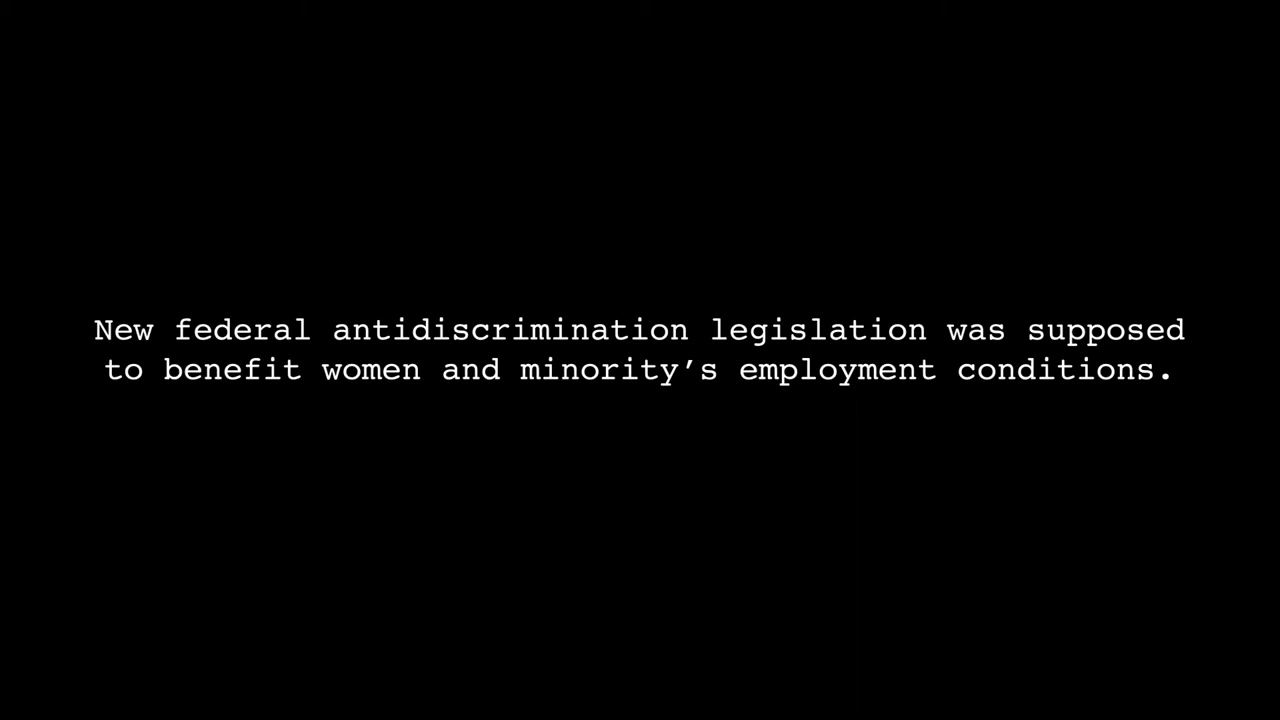 New federal antidiscrimination legislation was supposed
to benefit women and minority’s employment conditions.